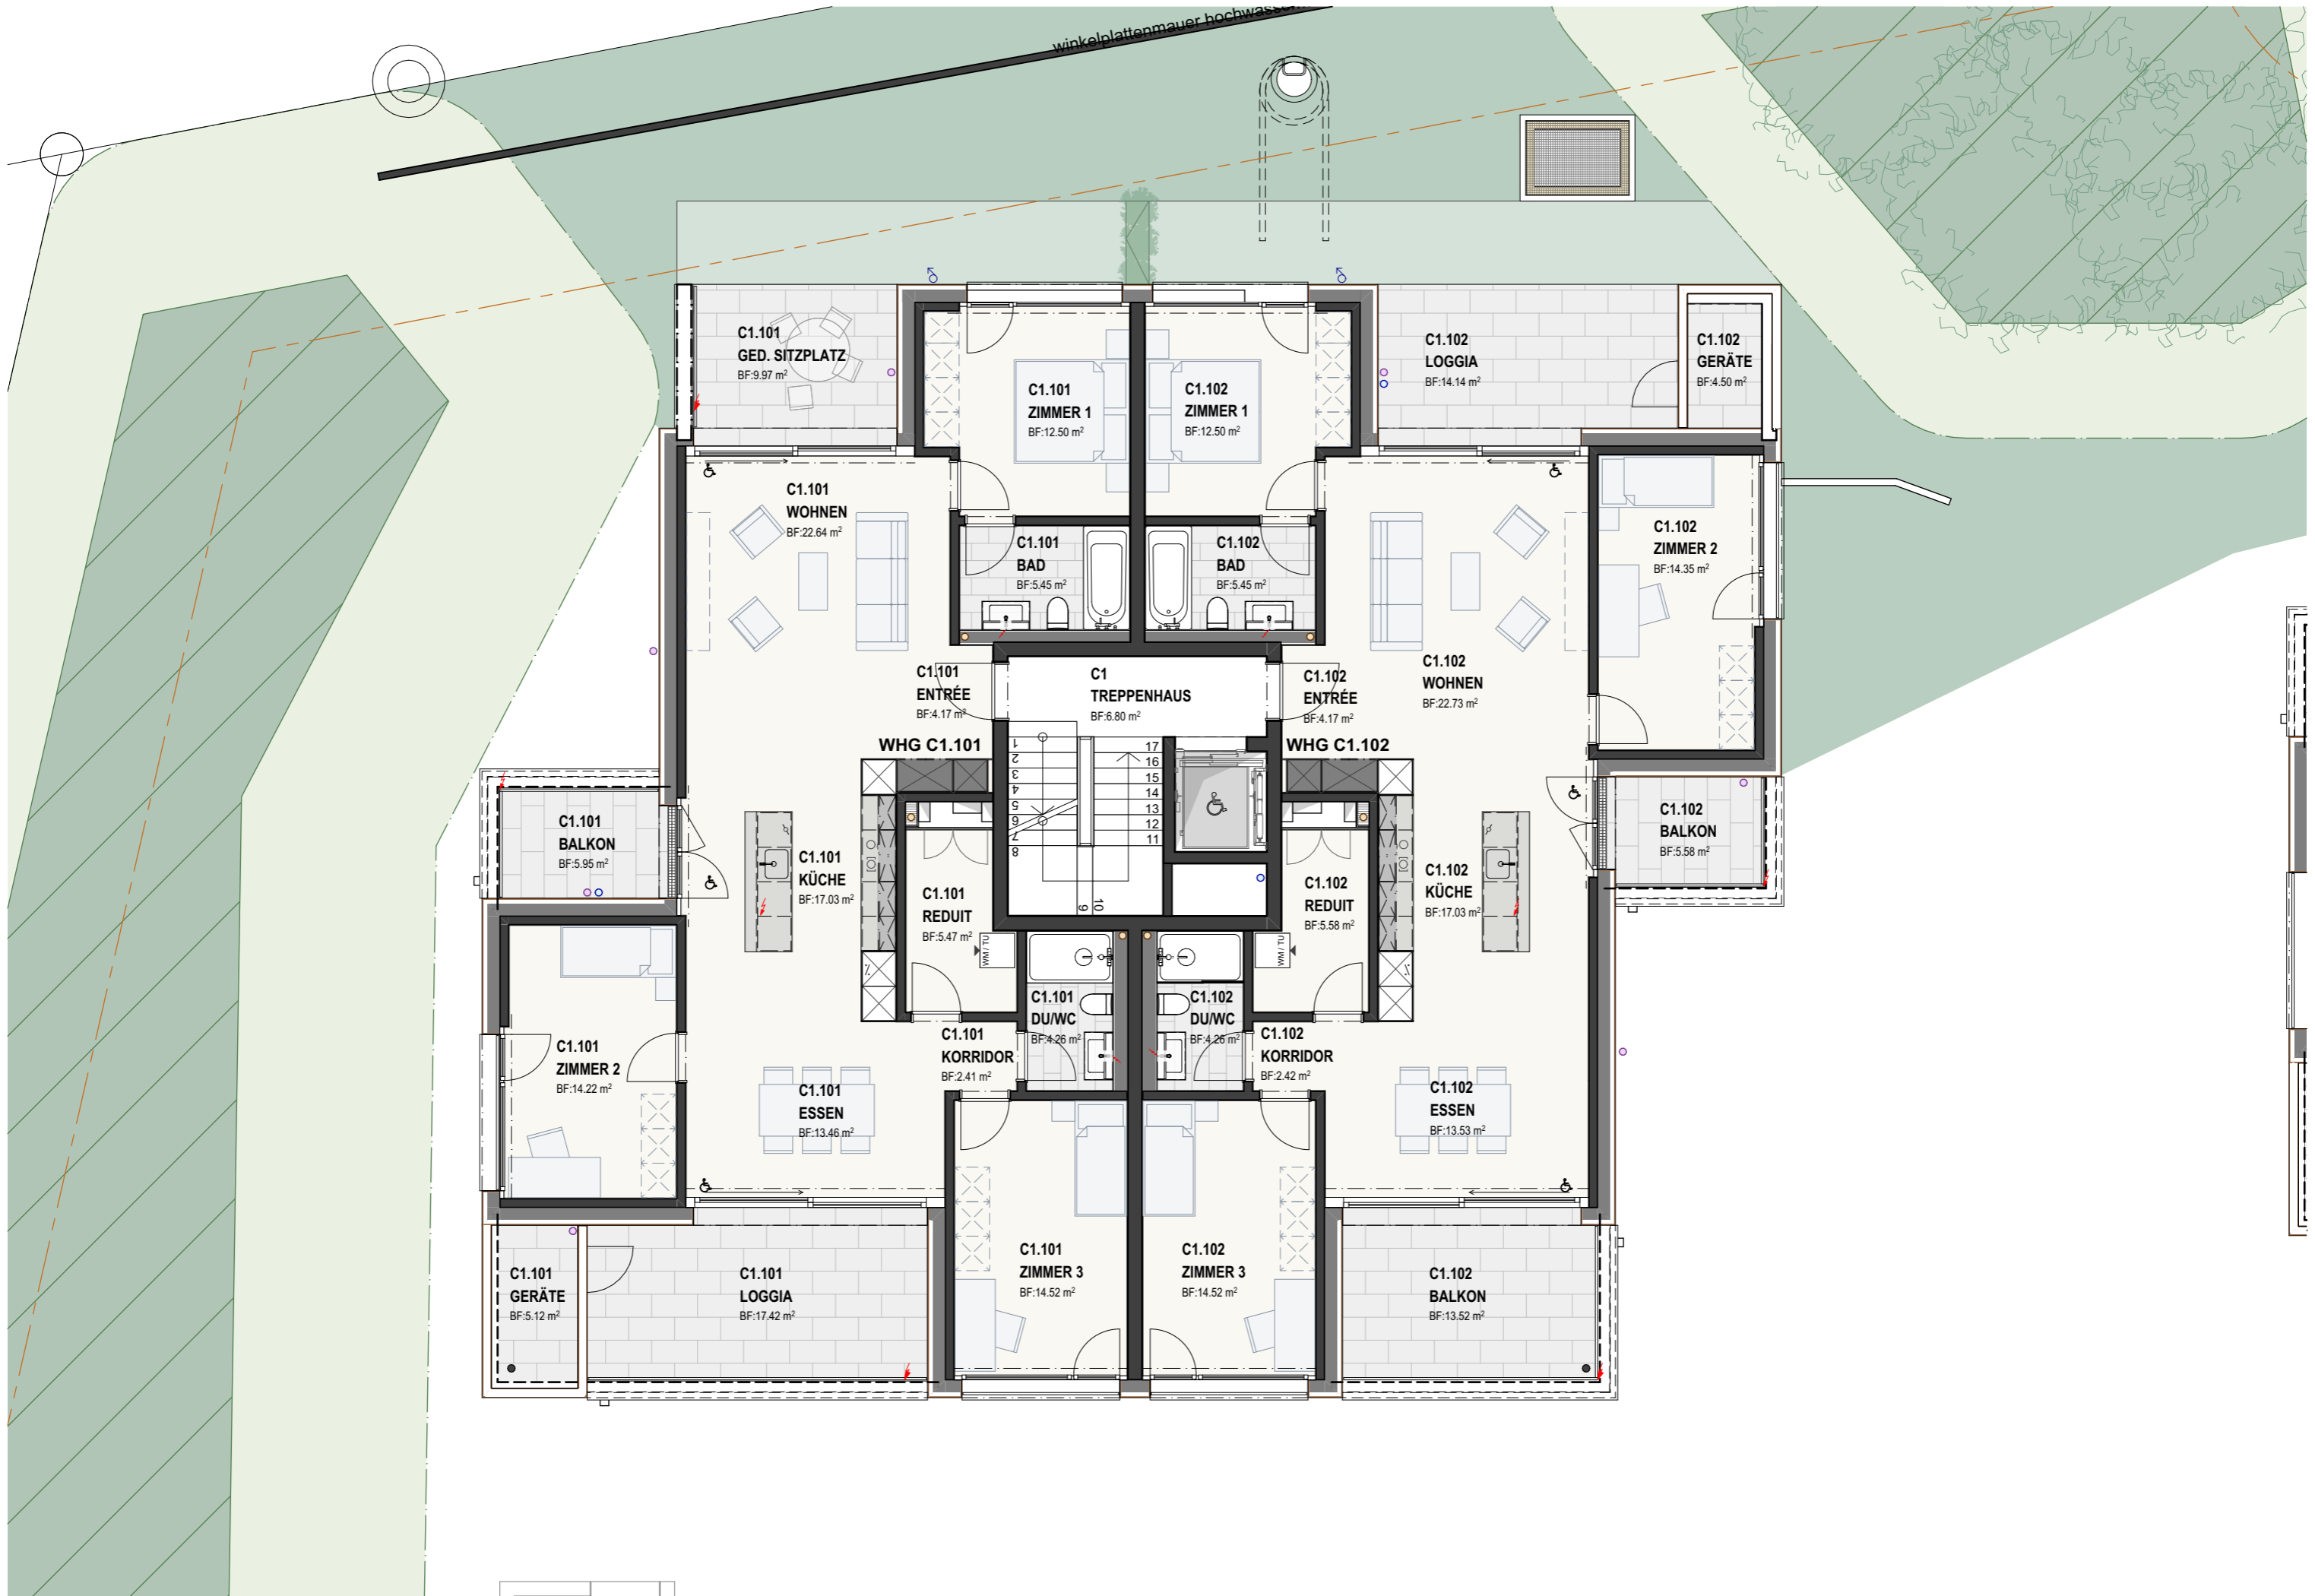 winkelplattenmauer hochwasse
C1.101
GED. SITZPLATZ
BF:9.97 m²
C1.101
ZIMMER 1
BF:12.50 m²
C1.102
ZIMMER 1
BF:12.50 m²
C1.102
LOGGIA
BF:14.14 m²
C1.102
GERÄTE
BF:4.50 m²
C1.101
WOHNEN
BF:22.64 m²
C1.101
BAD
BF:5.45 m²
C1.102
BAD
BF:5.45 m²
C1.102
ZIMMER 2
BF:14.35 m²
C1.101
ENTRÉE
BF:4.17 m²
C1
TREPPENHAUS
BF:6.80 m²
C1.102
ENTRÉE
BF:4.17 m²
C1.102
WOHNEN
BF:22.73 m²
WHG C1.101
WHG C1.102
1
2
3
4
5
6
7
8
9
10
17
16
15
14
13
12
11
C1.101
BALKON
BF:5.95 m²
C1.101
KÜCHE
BF:17.03 m²
C1.101
REDUIT
BF:5.47 m²
WM / TU
C1.102
REDUIT
BF:5.58 m²
WM / TU
C1.102
KÜCHE
BF:17.03 m²
C1.102
BALKON
BF:5.58 m²
C1.101
DU/WC
BF:4.26 m²
C1.102
DU/WC
BF:4.26 m²
C1.101
ZIMMER 2
BF:14.22 m²
C1.101
KORRIDOR
BF:2.41 m²
C1.102
KORRIDOR
BF:2.42 m²
C1.101
ESSEN
BF:13.46 m²
C1.102
ESSEN
BF:13.53 m²
C1.101
GERÄTE
BF:5.12 m²
C1.101
LOGGIA
BF:17.42 m²
C1.101
ZIMMER 3
BF:14.52 m²
C1.102
ZIMMER 3
BF:14.52 m²
C1.102
BALKON
BF:13.52 m²